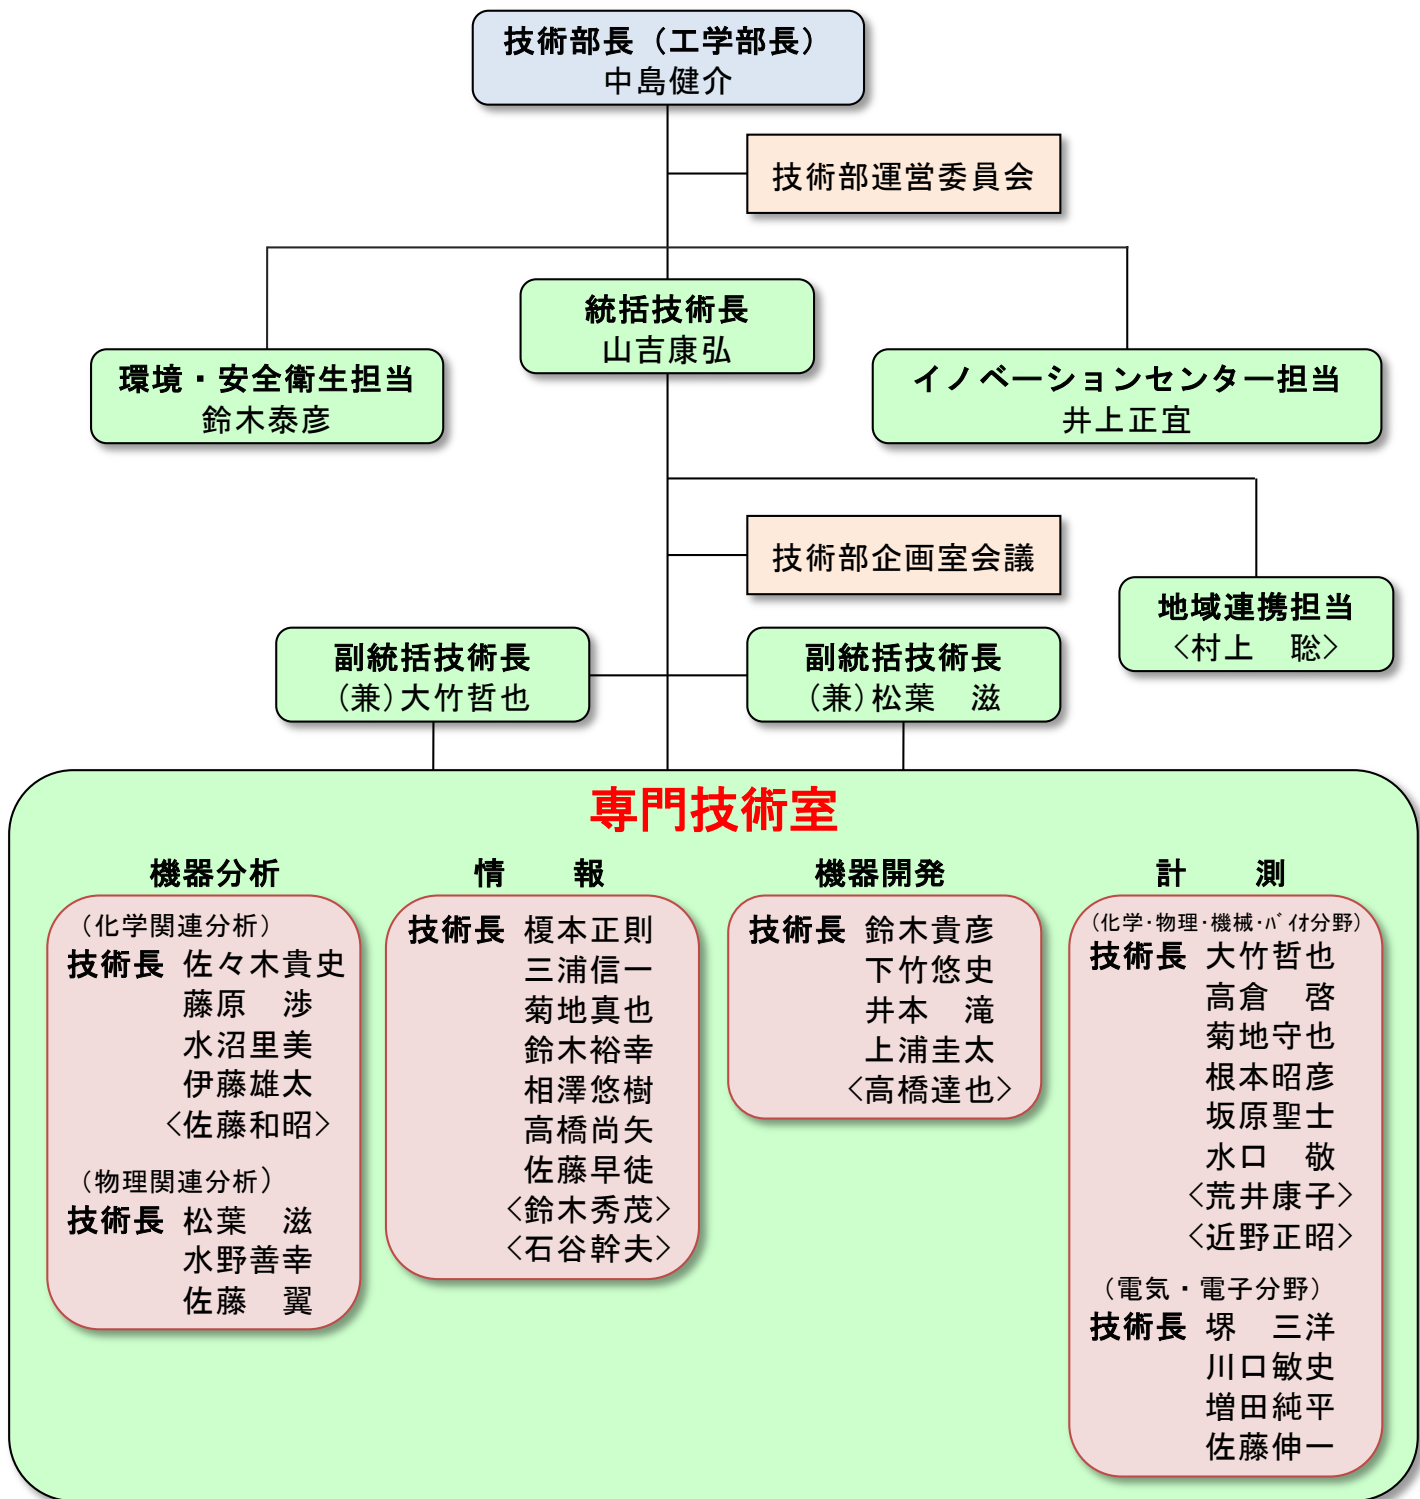 技術部長（工学部長）
中島健介
技術部運営委員会
統括技術長
山吉康弘
環境・安全衛生担当
鈴木泰彦
イノベーションセンター担当
井上正宜
技術部企画室会議
地域連携担当
＜村上　聡＞
副統括技術長
(兼)大竹哲也
副統括技術長
(兼)松葉　滋
専門技術室
機器分析
（化学関連分析）
技術長 佐々木貴史
藤原　渉
水沼里美
伊藤雄太
＜佐藤和昭＞
（物理関連分析）
技術長 松葉　滋
水野善幸
佐藤　翼
情　　報
技術長 榎本正則
三浦信一
菊地真也
鈴木裕幸
相澤悠樹
高橋尚矢
佐藤早徒
＜鈴木秀茂＞
＜石谷幹夫＞
機器開発
技術長 鈴木貴彦
下竹悠史
井本　滝
上浦圭太
＜高橋達也＞
計　　測
（化学・物理・機械・ﾊﾞｲｵ分野）
技術長 大竹哲也
高倉　啓
菊地守也
根本昭彦
坂原聖士
水口　敬
＜荒井康子＞
＜近野正昭＞
（電気・電子分野）
技術長 堺　三洋
川口敏史
増田純平
佐藤伸一